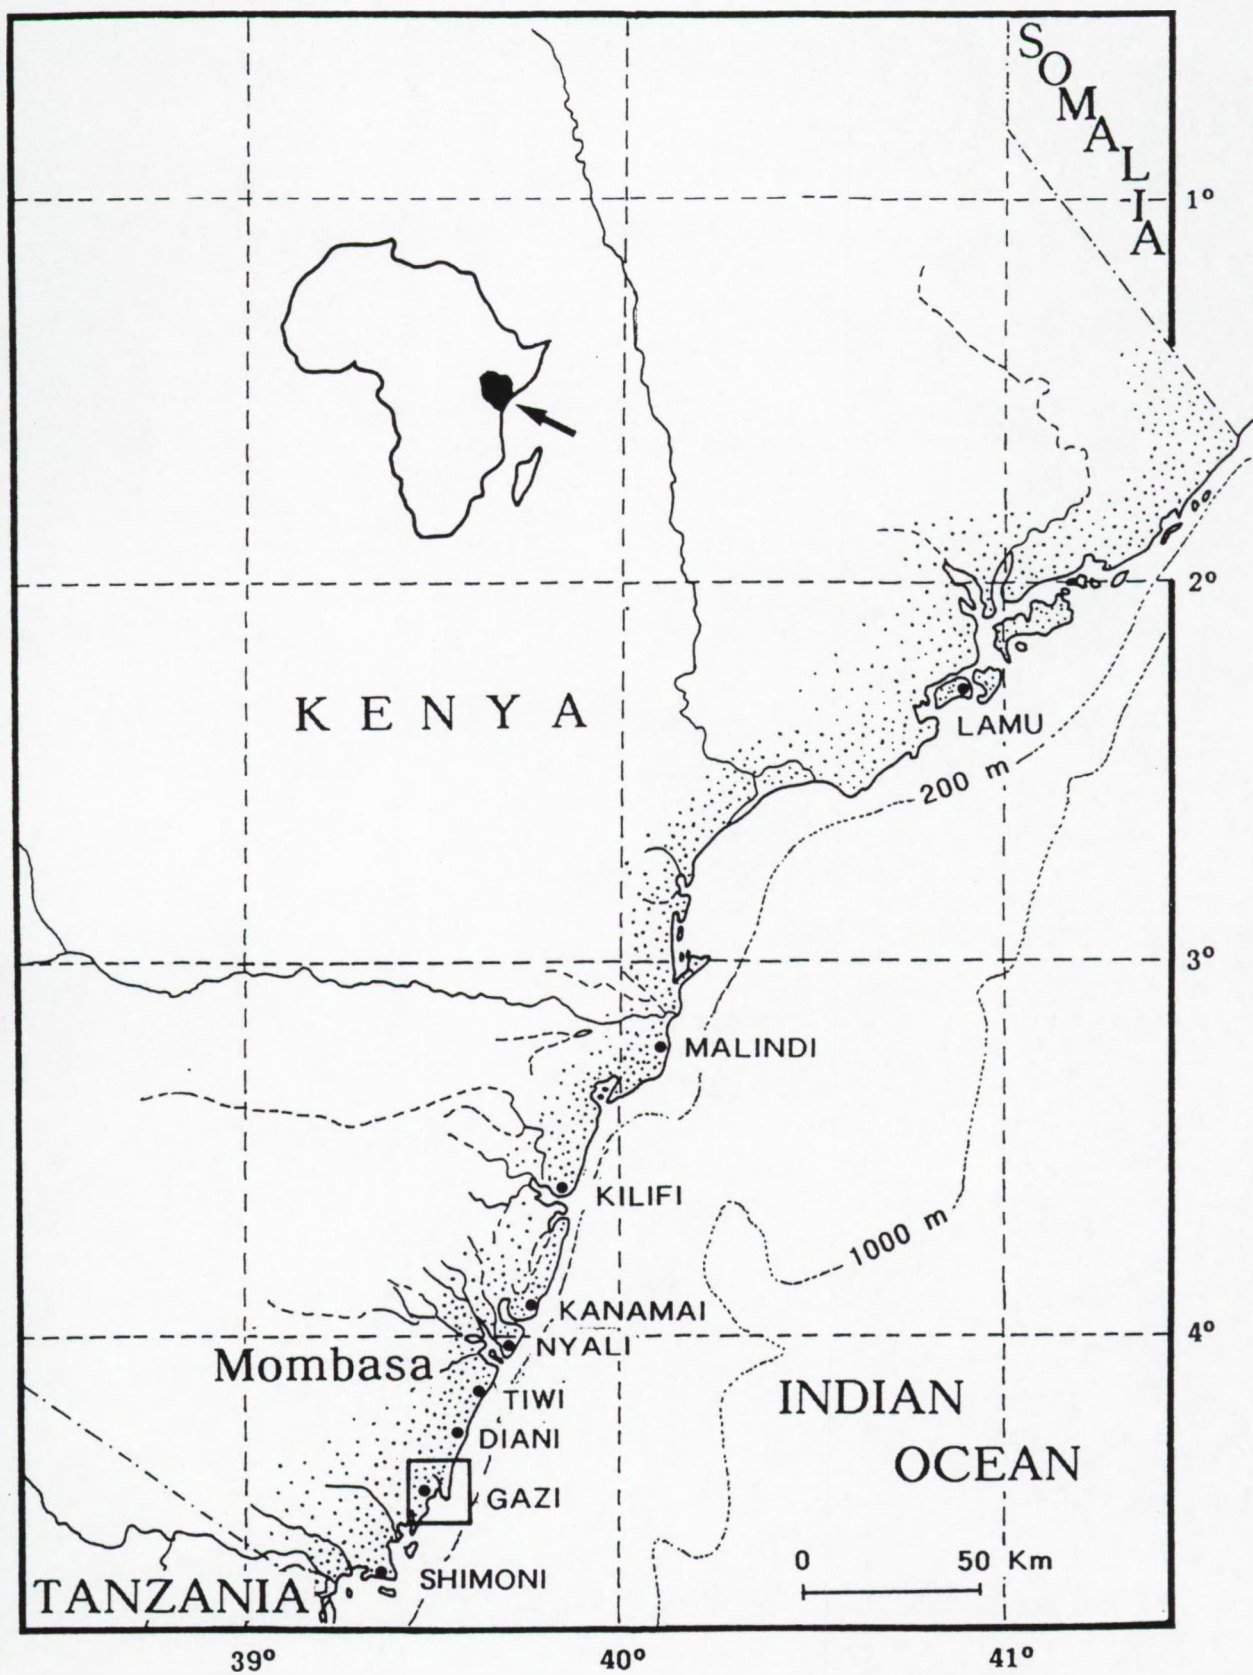 SOMALIA
1°
2°
KENYA
LAMU
200 m
3°
MALINDI
KILIFI
1000 m
KANAMAI
4°
NYALI
Mombasa
TIWI
INDIAN
DIANI
OCEAN
GAZI
0 50 Km
SHIMONI
TANZANIA
39° 40° 41°